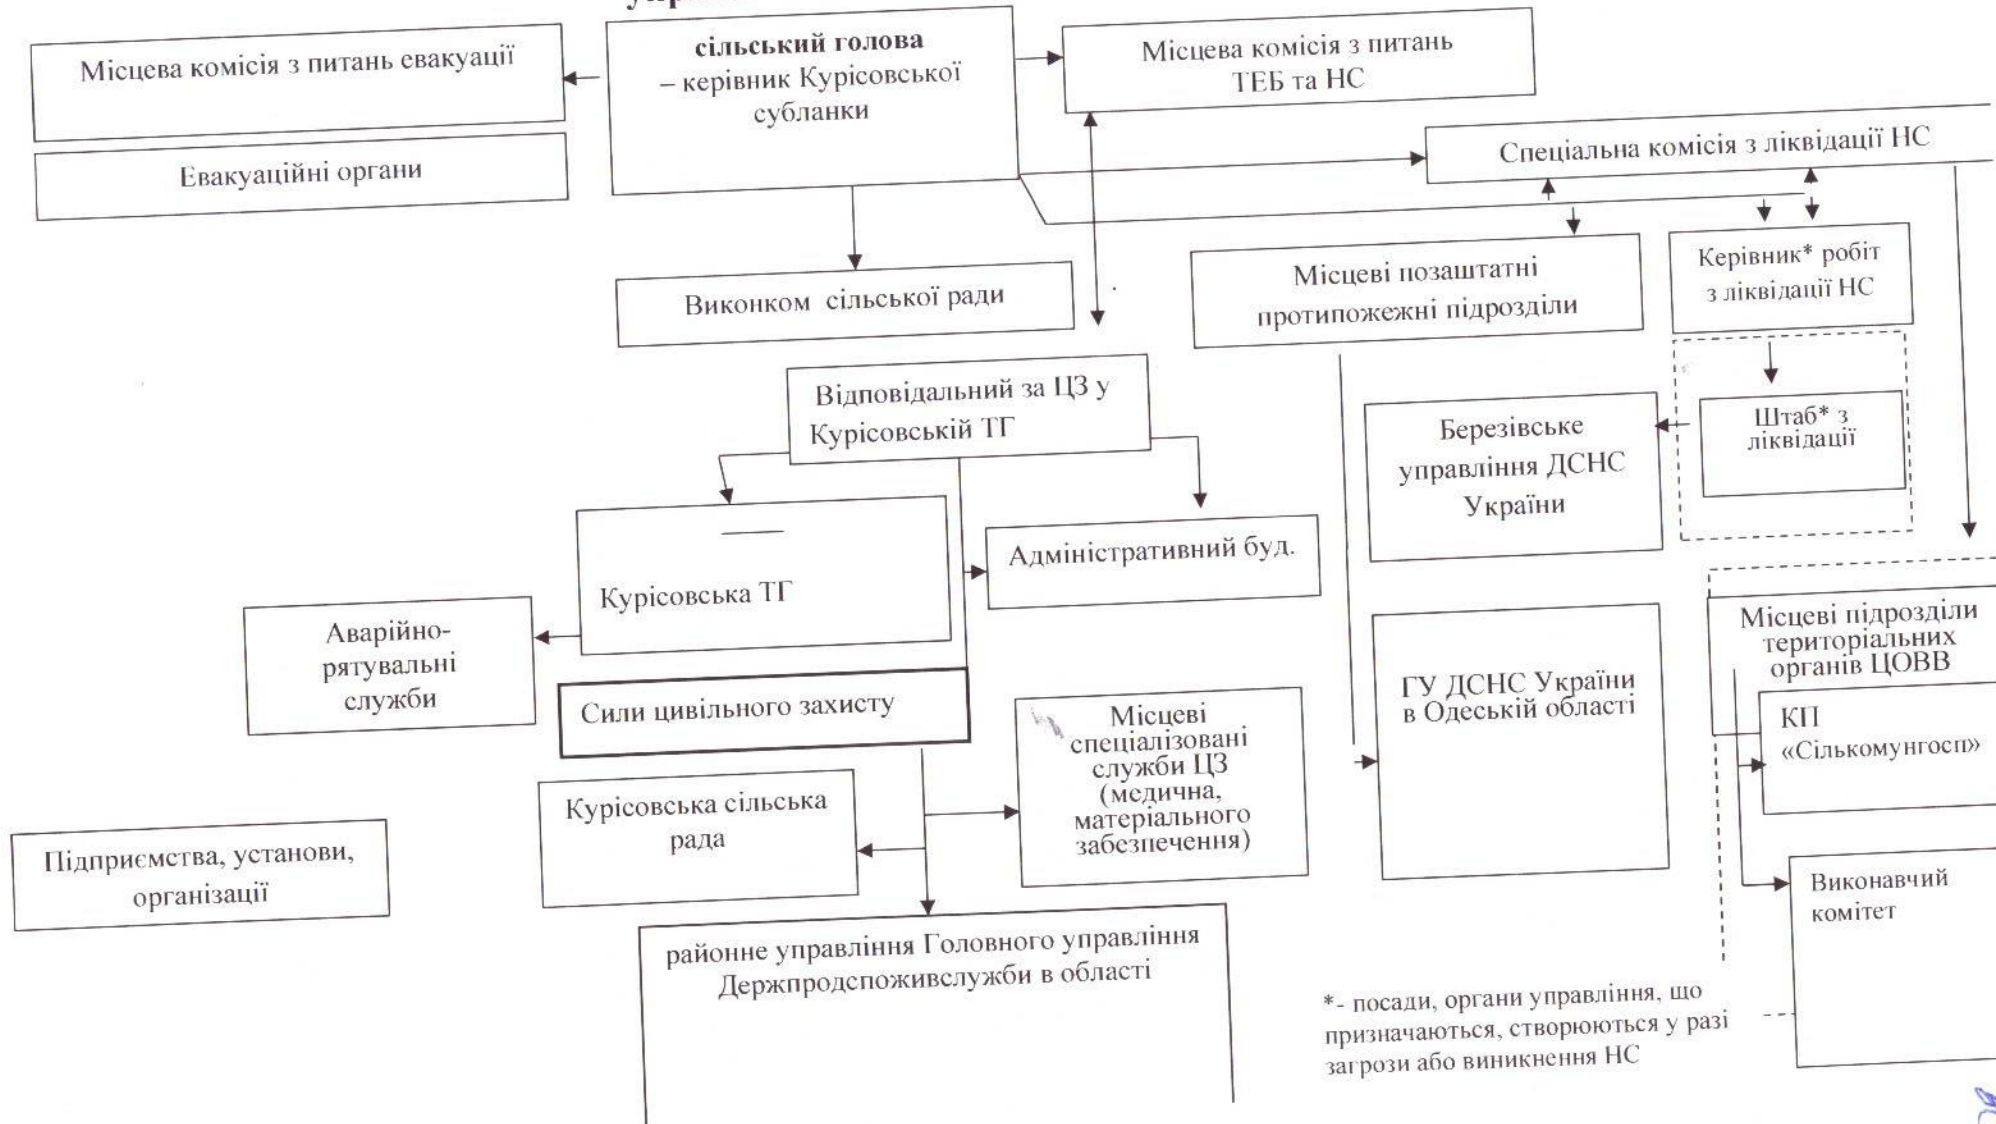 сільський голова
– керівник Курісовської
субланки
Місцева комісія з питань евакуації
Місцева комісія з питань
ТЕБ та НС
Евакуаційні органи
Спеціальна комісія з ліквідації НС
Виконком сільської ради
Місцеві позаштатні
протипожежні підрозділи
Керівник* робіт
з ліквідації НС
Відповідальний за ЦЗ у
Курісовській ТГ
Березівське
управління ДСНС
України
Штаб* з
ліквідації
Курісовська ТГ
Адміністративний буд.
Аварійно-
рятувальні
служби
Сили цивільного захисту
Місцеві
спеціалізовані
служби ЦЗ
(медична,
матеріального
забезпечення)
ГУ ДСНС України
в Одеській області
Місцеві підрозділи
територіальних
органів ЦОВВ
КП
«Сількомунгосп»
Курісовська сільська
рада
Підприємства, установи,
організації
Виконавчий
комітет
районне управління Головного управління
Держпродспоживслужби в області
*- посади, органи управління, що
призначаються, створюються у разі
загрози або виникнення НС